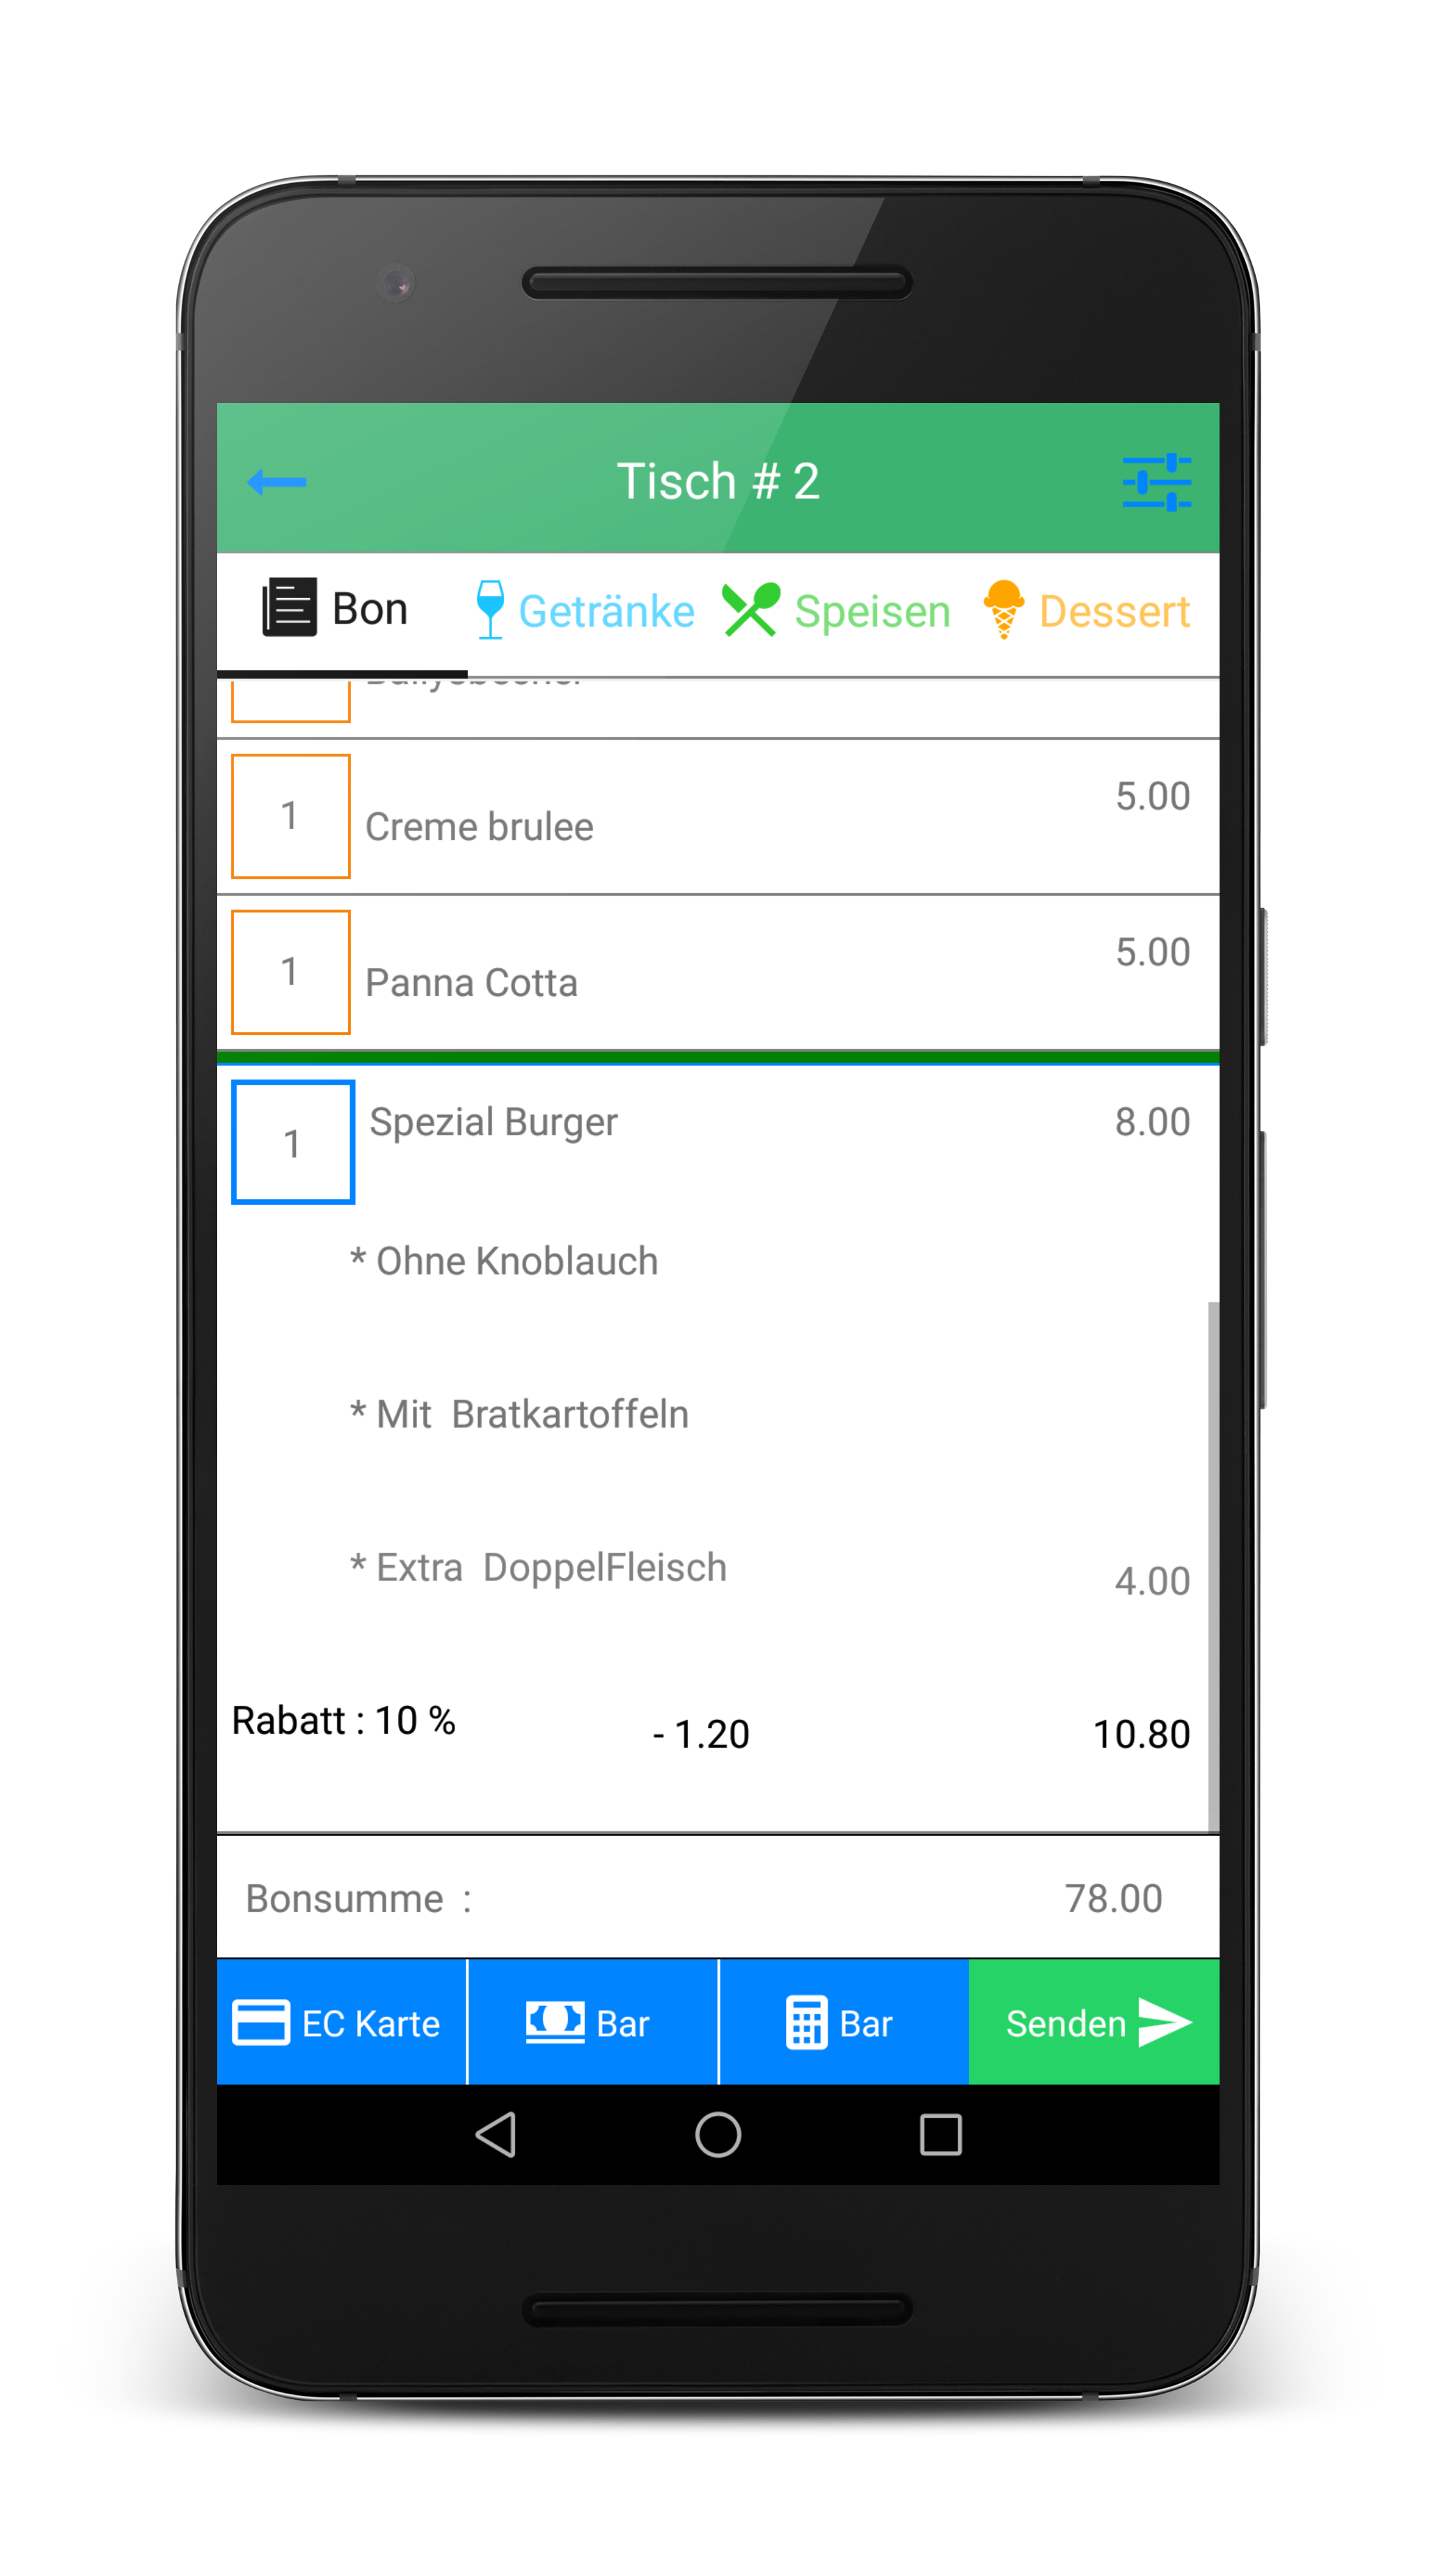 Tisch # 2
Bon Getränke Speisen Dessert
1 Creme brulee 5.00
1 Panna Cotta 5.00
1 Spezial Burger 8.00
* Ohne Knoblauch
* Mit  Bratkartoffeln
* Extra  DoppelFleisch 4.00
Rabatt : 10 % - 1.20 10.80
Bonsumme  : 78.00
EC Karte Bar Bar Senden